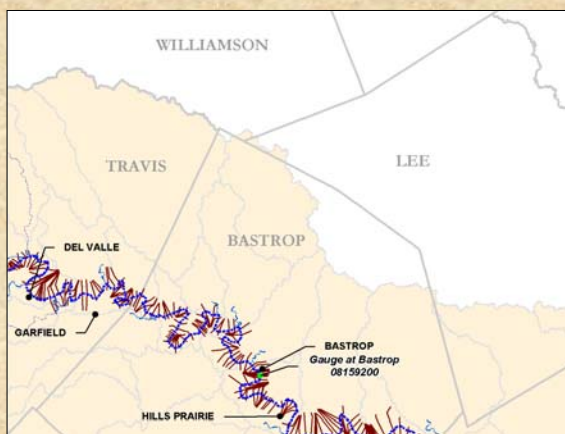 WILLIAMSON
TRAVIS
LEE
BASTROP
DEL VALLE
GARFIELD
BASTROP
Gauge at Bastrop
08159200
HILLS PRAIRIE